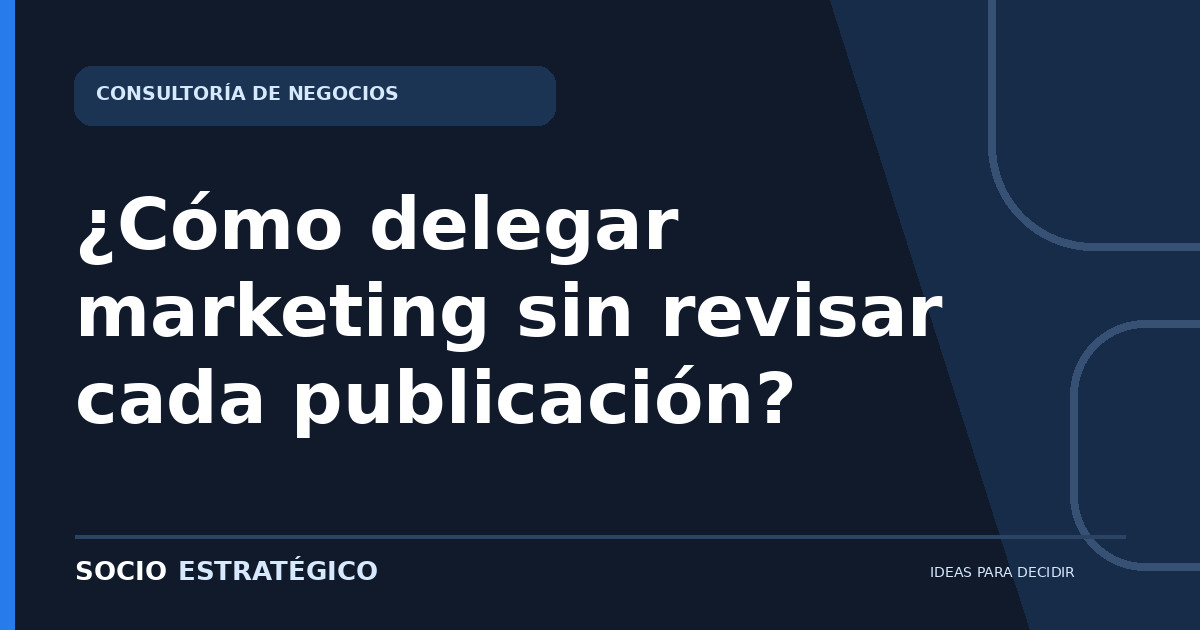 CONSULTORÍA DE NEGOCIOS
¿Cómo delegar
marketing sin revisar
cada publicación?
SOCIO ESTRATÉGICO
IDEAS PARA DECIDIR